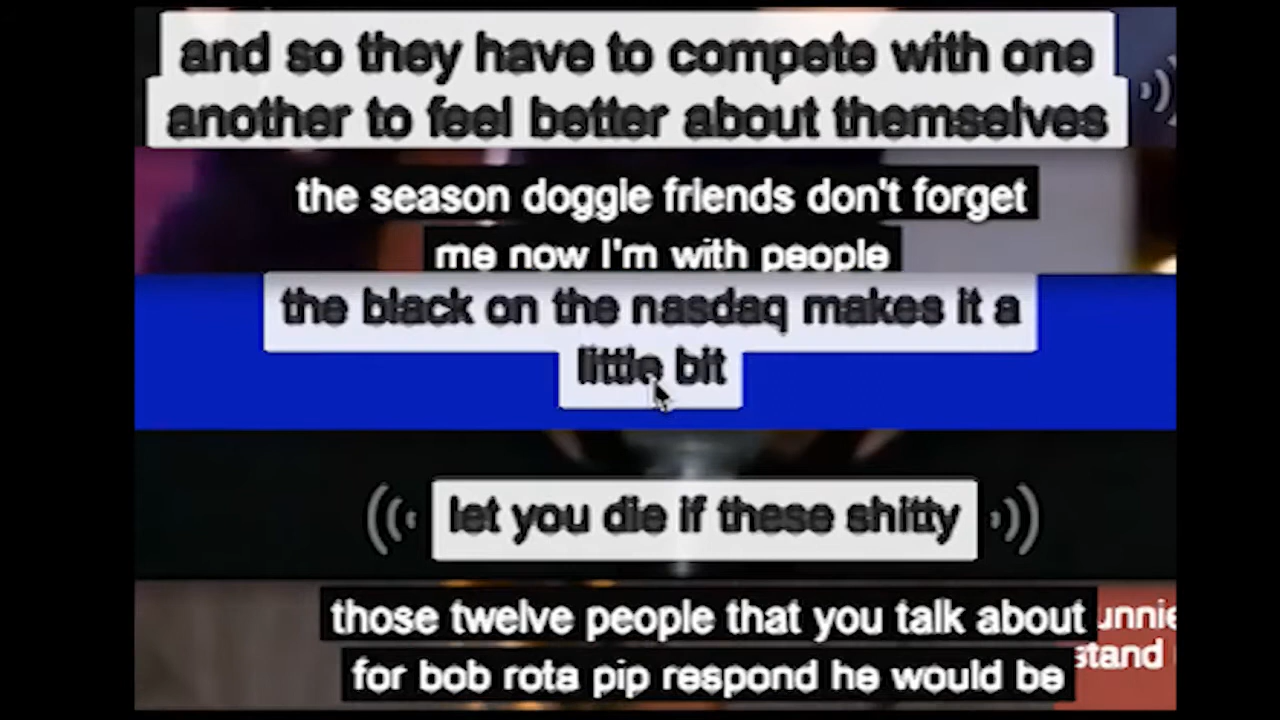 and so they have to compete with one
another to feel better about themselves
the season doggie friends don't forget
me now I'm with people
the black on the nasdaq makes it a
little bit
let you die if these shitty
those twelve people that you talk about
for bob rota pip respond he would be